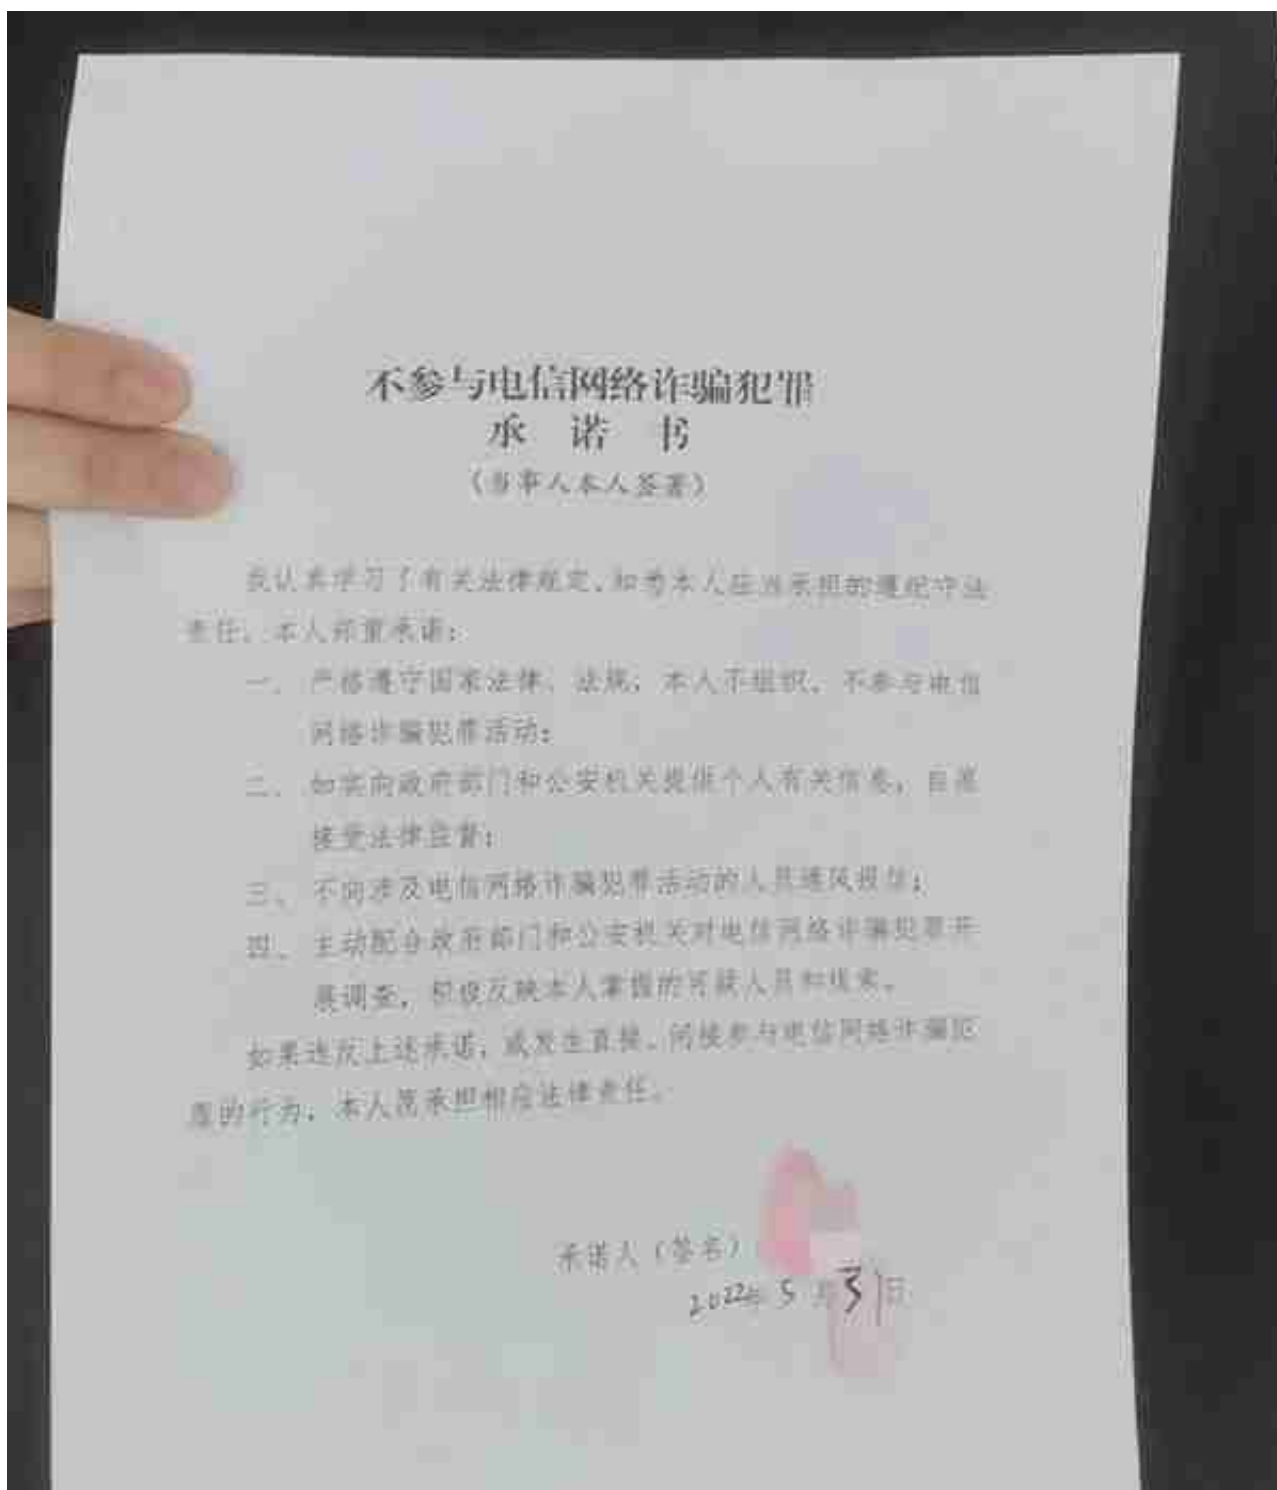 不参与电信网络诈骗犯罪
承 诺 书
（当事人本人签署）
我认真学习了有关法律规定，知悉本人应当承担的遵纪守法
责任。本人郑重承诺：
一、严格遵守国家法律、法规，本人不组织、不参与电信
网络诈骗犯罪活动；
二、如实向政府部门和公安机关提供个人有关信息，自愿
接受法律监督；
三、不向涉及电信网络诈骗犯罪活动的人员通风报信；
四、主动配合政府部门和公安机关对电信网络诈骗犯罪开
展调查，积极反映本人掌握的可疑人员和线索。
如果违反上述承诺，或发生直接、间接参与电信网络诈骗犯
罪的行为，本人愿承担相应法律责任。
承诺人（签名）
2022年5月31日